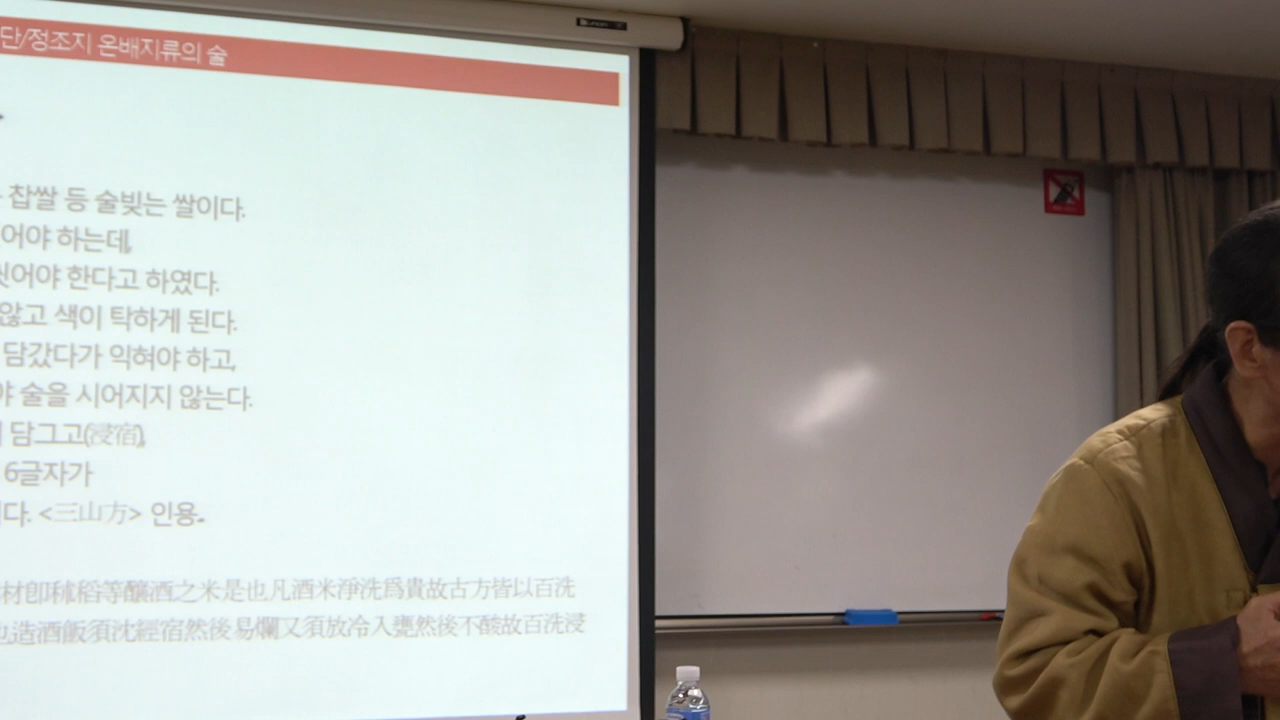 단/정조지 온배지류의 술
찹쌀 등 술빚는 쌀이다.
어야 하는데,
씻어야 한다고 하였다.
않고 색이 탁하게 된다.
담갔다가 익혀야 하고,
야 술을 시어지지 않는다.
담그고(浸宿),
6글자가
다. <三山方> 인용.
材卽秫稻等釀酒之米是也凡酒米淨洗爲貴故古方皆以百洗
也造酒飯須沈經宿然後易爛又須放冷入甕然後不酸故百洗浸